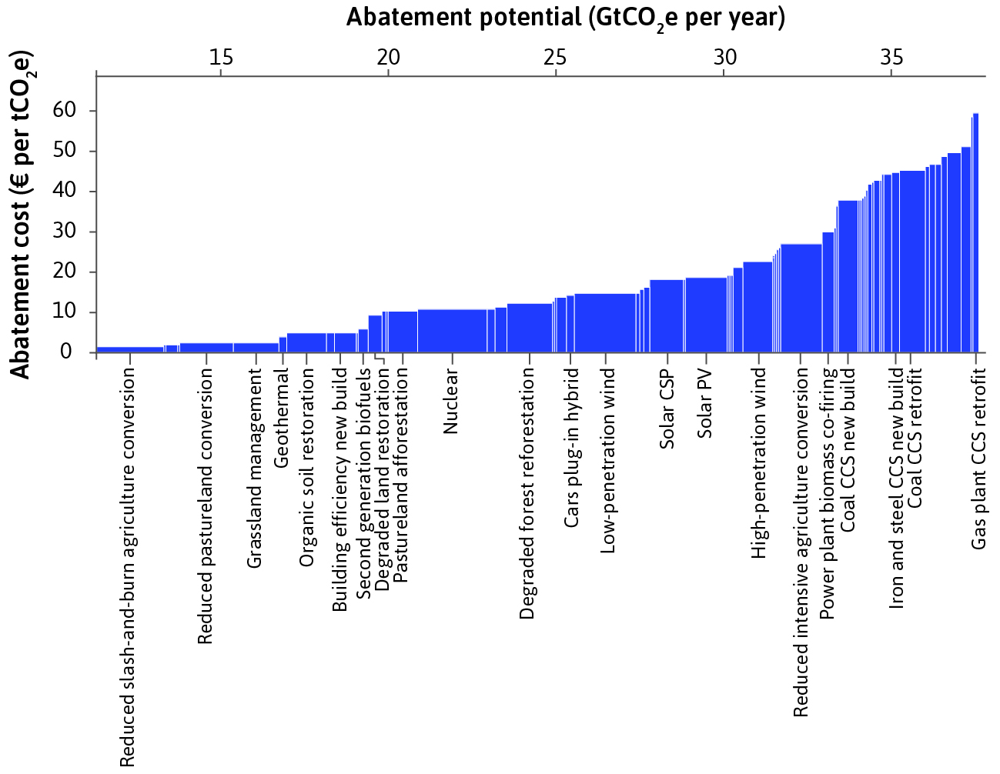 Abatement potential (GtCO₂e per year)
15 20 25 30 35
Abatement cost (€ per tCO₂e)
60
50
40
30
20
10
0
Reduced slash-and-burn agriculture conversion
Reduced pastureland conversion
Grassland management
Geothermal
Organic soil restoration
Building efficiency new build
Second generation biofuels
Degraded land restoration
Pastureland afforestation
Nuclear
Degraded forest reforestation
Cars plug-in hybrid
Low-penetration wind
Solar CSP
Solar PV
High-penetration wind
Reduced intensive agriculture conversion
Power plant biomass co-firing
Coal CCS new build
Iron and steel CCS new build
Coal CCS retrofit
Gas plant CCS retrofit